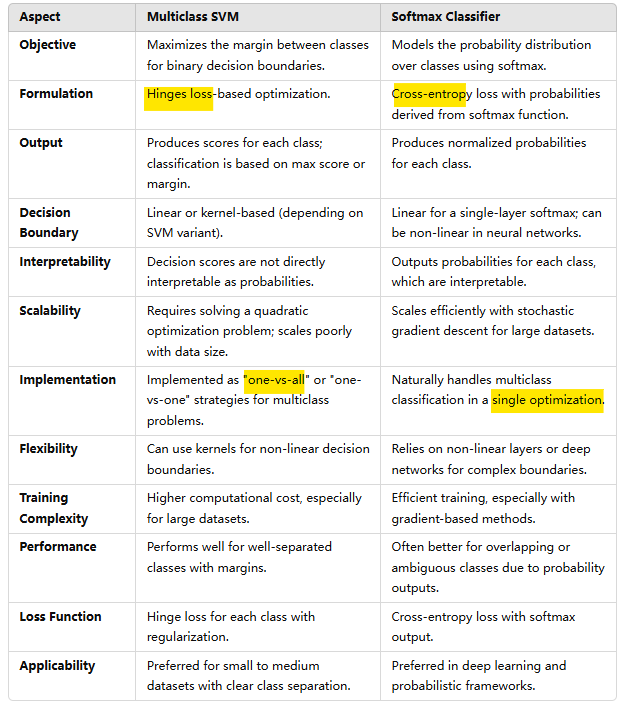 Aspect Multiclass SVM Softmax Classifier
Objective Maximizes the margin between classes Models the probability distribution
for binary decision boundaries. over classes using softmax.
Formulation Hinges loss-based optimization. Cross-entropy loss with probabilities
derived from softmax function.
Output Produces scores for each class; Produces normalized probabilities
classification is based on max score or for each class.
margin.
Decision Linear or kernel-based (depending on Linear for a single-layer softmax; can
Boundary SVM variant). be non-linear in neural networks.
Interpretability Decision scores are not directly Outputs probabilities for each class,
interpretable as probabilities. which are interpretable.
Scalability Requires solving a quadratic Scales efficiently with stochastic
optimization problem; scales poorly gradient descent for large datasets.
with data size.
Implementation Implemented as "one-vs-all" or "one- Naturally handles multiclass
vs-one" strategies for multiclass classification in a single optimization.
problems.
Flexibility Can use kernels for non-linear decision Relies on non-linear layers or deep
boundaries. networks for complex boundaries.
Training Higher computational cost, especially Efficient training, especially with
Complexity for large datasets. gradient-based methods.
Performance Performs well for well-separated Often better for overlapping or
classes with margins. ambiguous classes due to probability
outputs.
Loss Function Hinge loss for each class with Cross-entropy loss with softmax
regularization. output.
Applicability Preferred for small to medium Preferred in deep learning and
datasets with clear class separation. probabilistic frameworks.